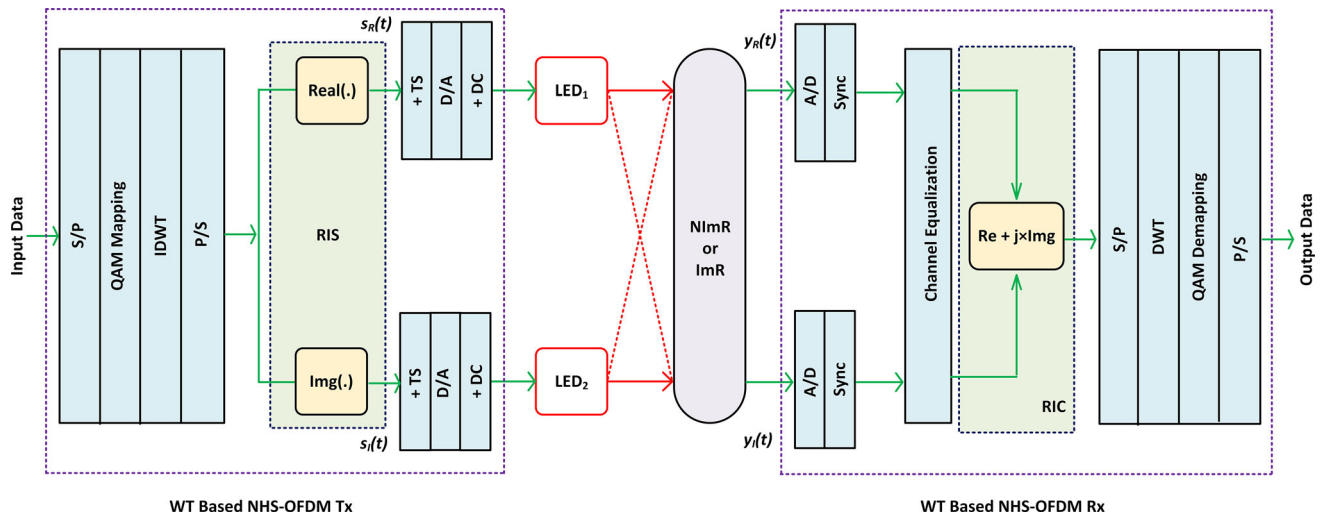 Input Data
S/P
QAM Mapping
IDWT
P/S
Real(.)
RIS
Img(.)
s_R(t)
+ TS
D/A
+ DC
+ TS
D/A
+ DC
s_I(t)
LED₁
LED₂
NImR
or
ImR
y_R(t)
A/D
Sync
y_I(t)
A/D
Sync
Channel Equalization
Re + j×Img
RIC
S/P
DWT
QAM Demapping
P/S
Output Data
WT Based NHS-OFDM Tx
WT Based NHS-OFDM Rx